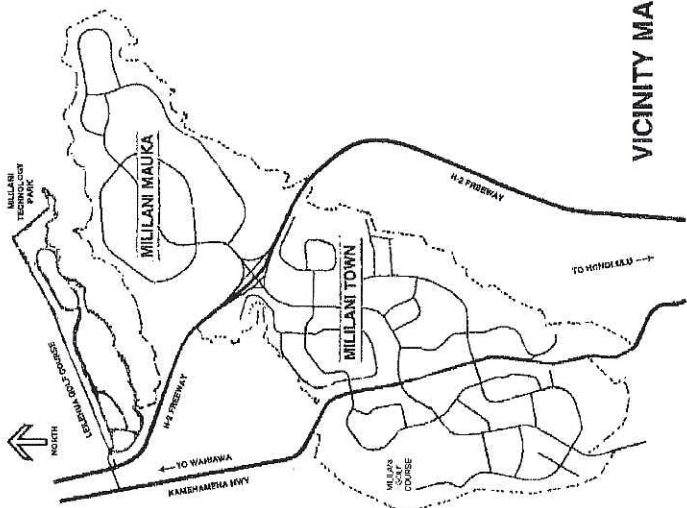 MILILANI
TECHNOLOGY
PARK
LEILEHUA GOLF COURSE
MILILANI MAUKA
NORTH
H-2 FREEWAY
TO WAHIAWA
KAMEHAMEHA HWY
MILILANI TOWN
H-2 FREEWAY
TO HONOLULU
MILILANI
GOLF
COURSE
VICINITY MA